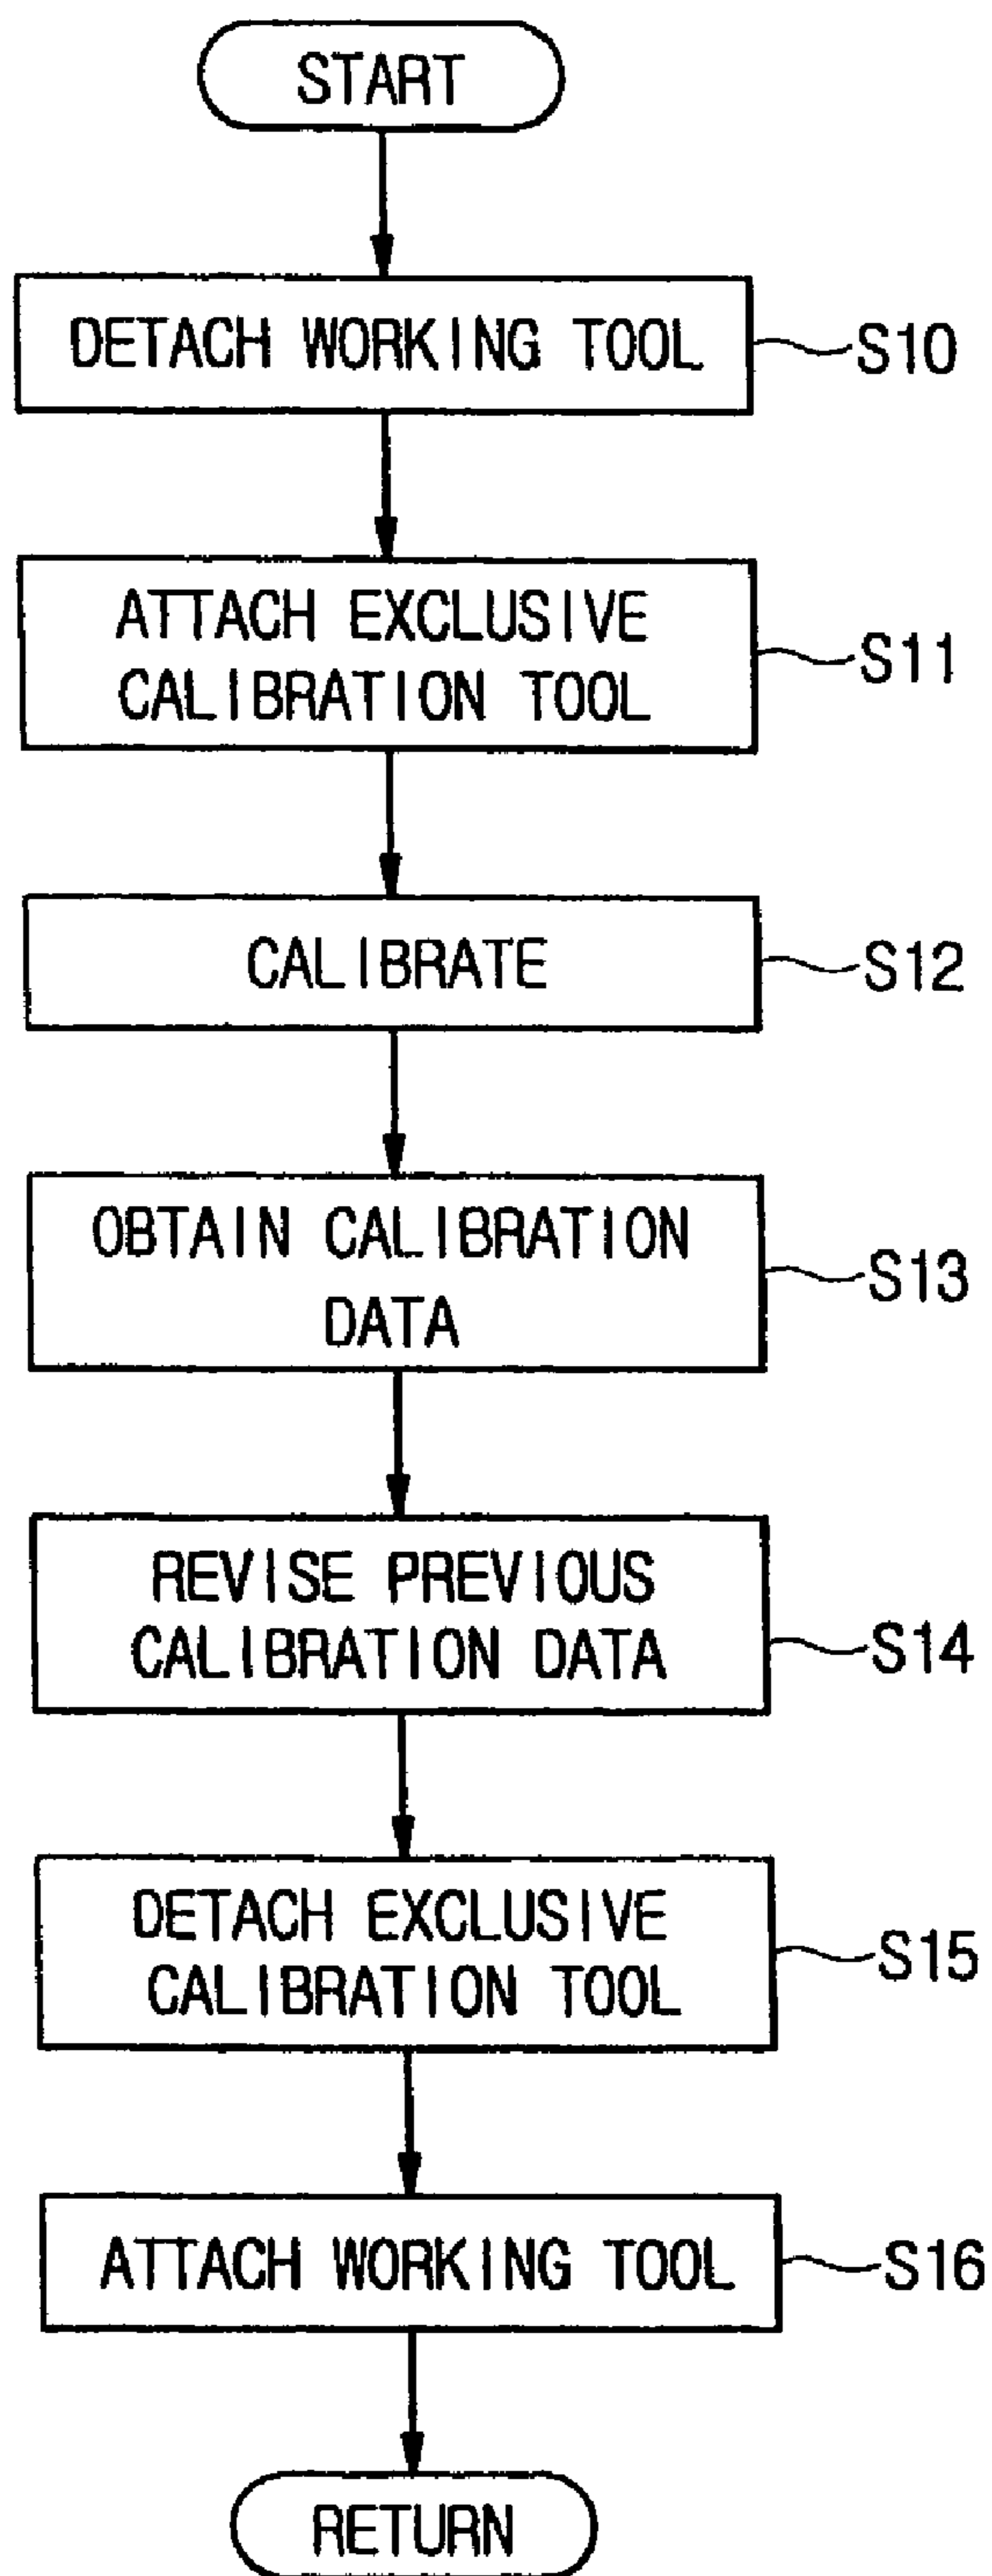 START
DETACH WORKING TOOL
S10
ATTACH EXCLUSIVE
CALIBRATION TOOL
S11
CALIBRATE
S12
OBTAIN CALIBRATION
DATA
S13
REVISE PREVIOUS
CALIBRATION DATA
S14
DETACH EXCLUSIVE
CALIBRATION TOOL
S15
ATTACH WORKING TOOL
S16
RETURN